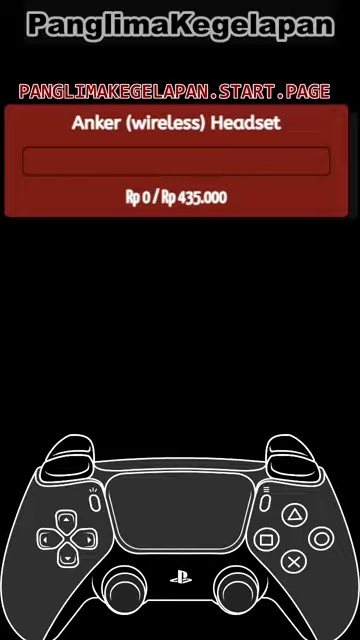 PanglimaKegelapan
PANGLIMAKEGELAPAN.START.PAGE
Anker (wireless) Headset
Rp 0 / Rp 435.000